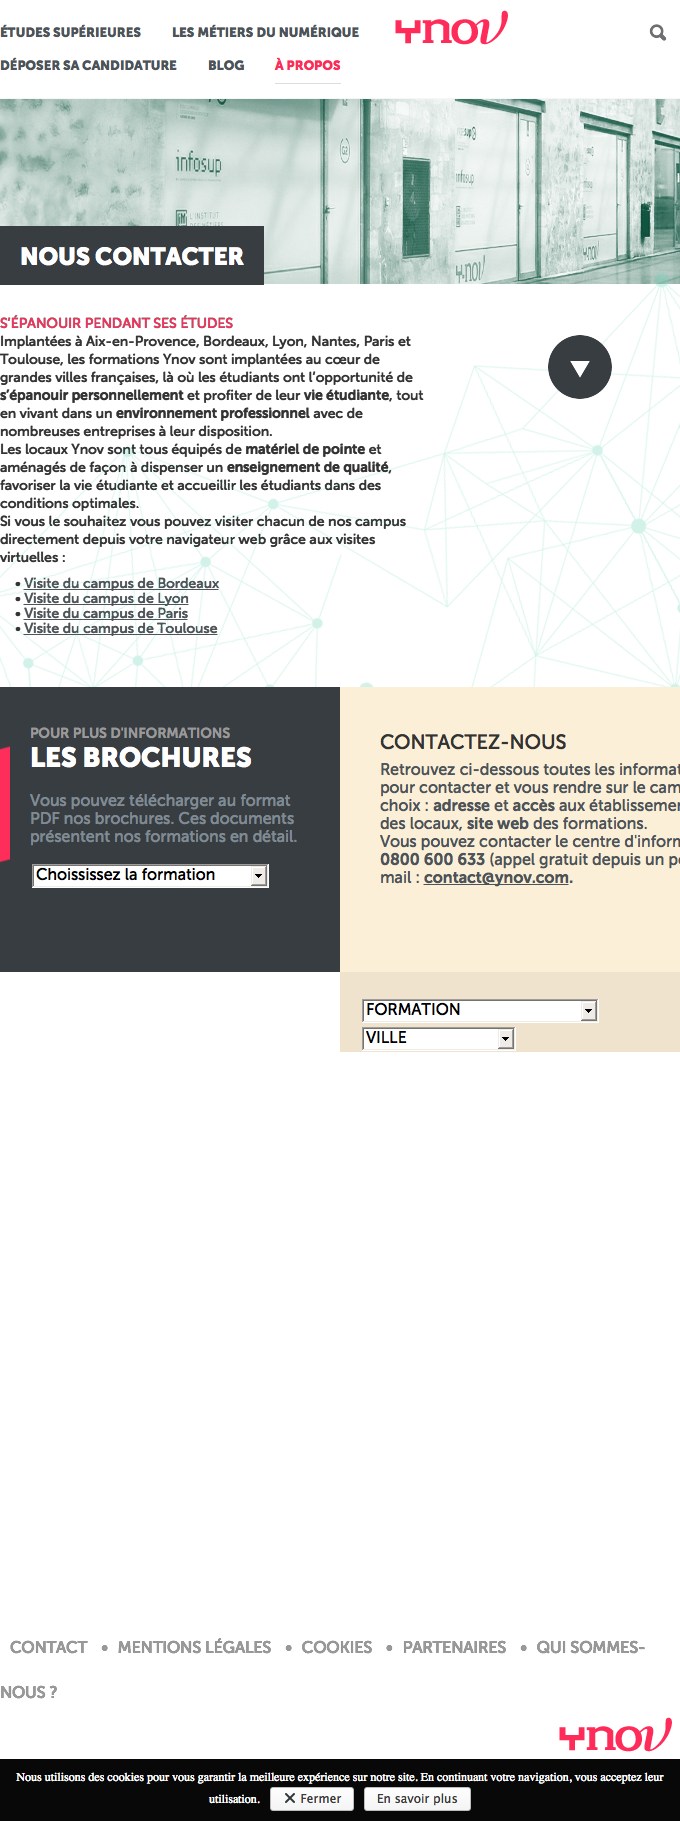 ÉTUDES SUPÉRIEURES LES MÉTIERS DU NUMÉRIQUE ynov
DÉPOSER SA CANDIDATURE BLOG À PROPOS
infosup
L'INSTITUT
ynov
ynov
NOUS CONTACTER
S'ÉPANOUIR PENDANT SES ÉTUDES
Implantées à Aix-en-Provence, Bordeaux, Lyon, Nantes, Paris et
Toulouse, les formations Ynov sont implantées au cœur de
grandes villes françaises, là où les étudiants ont l'opportunité de
s'épanouir personnellement et profiter de leur vie étudiante, tout
en vivant dans un environnement professionnel avec de
nombreuses entreprises à leur disposition.
Les locaux Ynov sont tous équipés de matériel de pointe et
aménagés de façon à dispenser un enseignement de qualité,
favoriser la vie étudiante et accueillir les étudiants dans des
conditions optimales.
Si vous le souhaitez vous pouvez visiter chacun de nos campus
directement depuis votre navigateur web grâce aux visites
virtuelles :
• Visite du campus de Bordeaux
• Visite du campus de Lyon
• Visite du campus de Paris
• Visite du campus de Toulouse
POUR PLUS D'INFORMATIONS
LES BROCHURES
Vous pouvez télécharger au format
PDF nos brochures. Ces documents
présentent nos formations en détail.
Choississez la formation
CONTACTEZ-NOUS
Retrouvez ci-dessous toutes les informat
pour contacter et vous rendre sur le cam
choix : adresse et accès aux établissemen
des locaux, site web des formations.
Vous pouvez contacter le centre d'inform
0800 600 633 (appel gratuit depuis un po
mail : contact@ynov.com.
FORMATION
VILLE
CONTACT • MENTIONS LÉGALES • COOKIES • PARTENAIRES • QUI SOMMES-
NOUS ?
ynov
Nous utilisons des cookies pour vous garantir la meilleure expérience sur notre site. En continuant votre navigation, vous acceptez leur
utilisation. Fermer En savoir plus